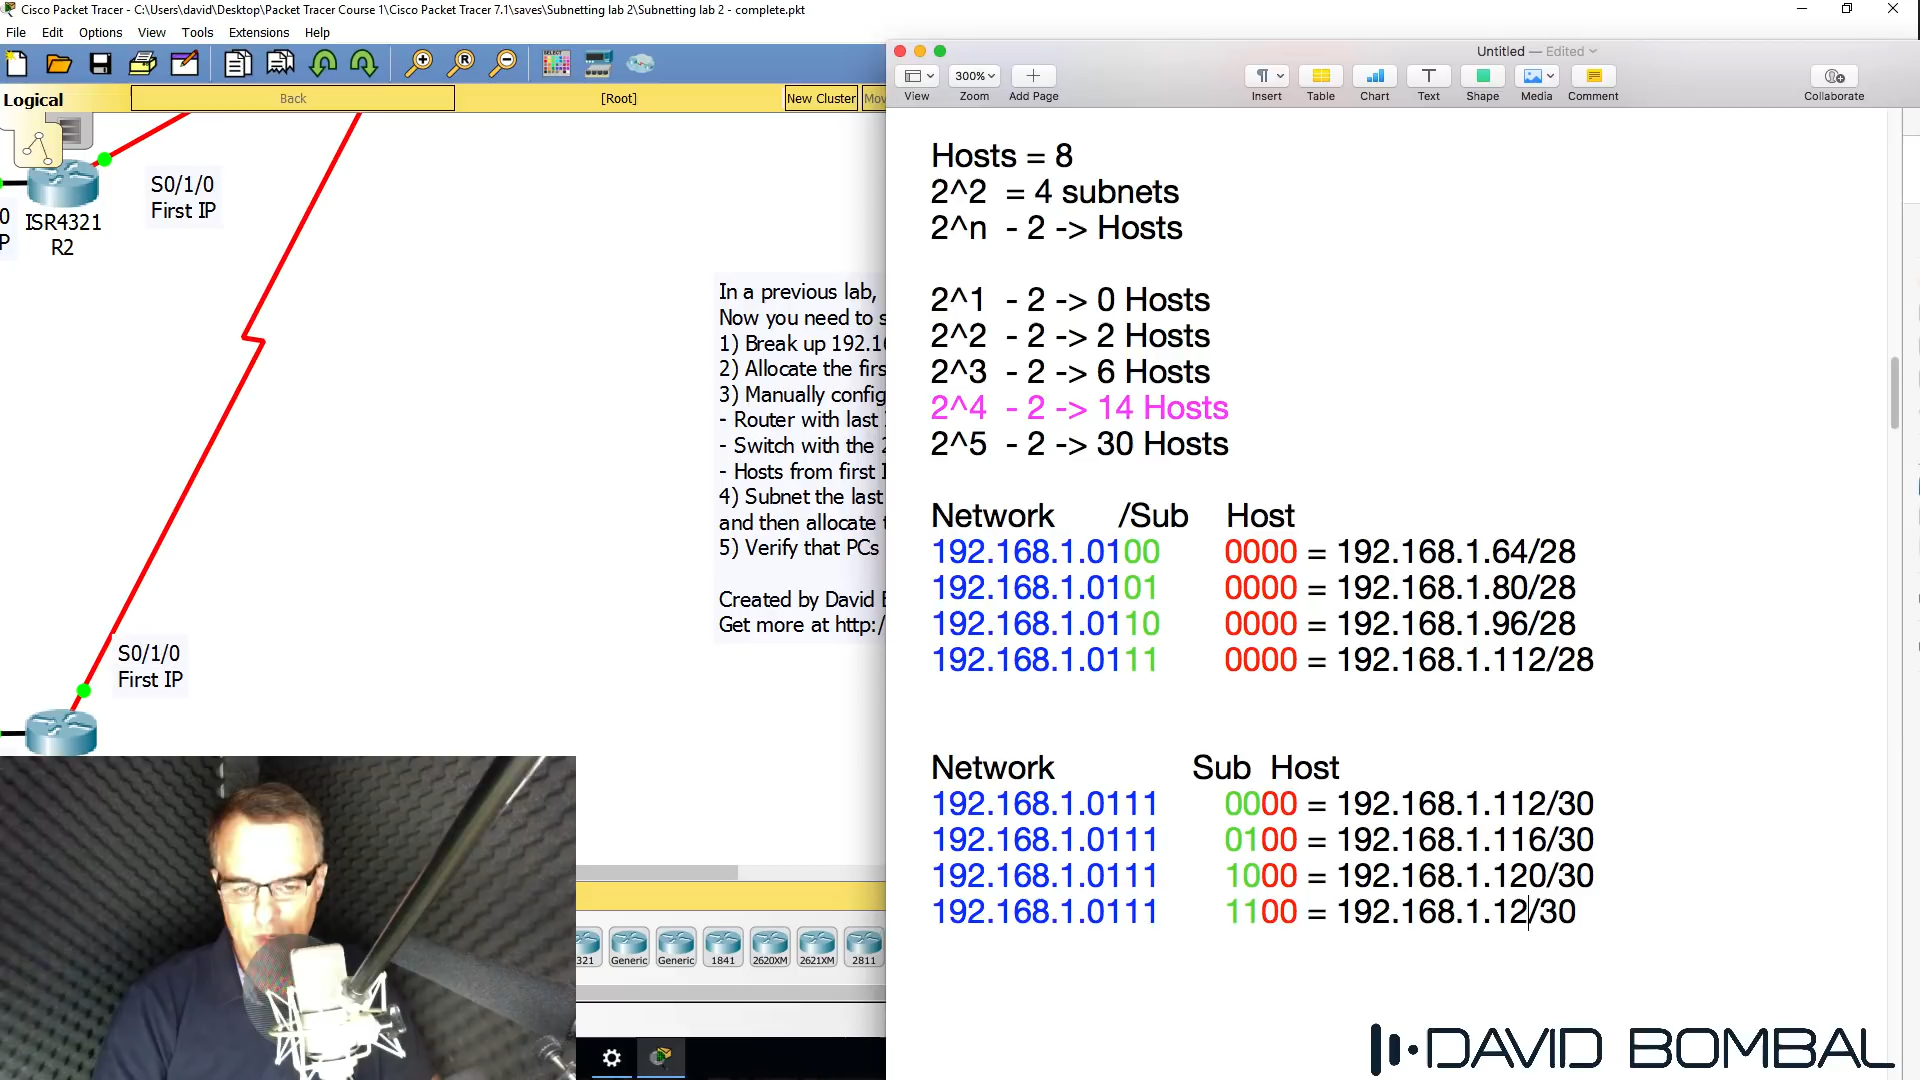 Cisco Packet Tracer - C:\Users\david\Desktop\Packet Tracer Course 1\Cisco Packet Tracer 7.1\saves\Subnetting lab 2\Subnetting lab 2 - complete.pkt
File Edit Options View Tools Extensions Help
Logical Back [Root] New Cluster Mov
S0/1/0
First IP
ISR4321
R2
0
P
In a previous lab,
Now you need to s
1) Break up 192.16
2) Allocate the firs
3) Manually config
- Router with last
- Switch with the 2
- Hosts from first I
4) Subnet the last
and then allocate t
5) Verify that PCs
Created by David B
Get more at http:/
S0/1/0
First IP
321 Generic Generic 1841 2620XM 2621XM 2811
Untitled — Edited
300%
View Zoom Add Page Insert Table Chart Text Shape Media Comment Collaborate
Hosts = 8
2^2 = 4 subnets
2^n - 2 -> Hosts
2^1 - 2 -> 0 Hosts
2^2 - 2 -> 2 Hosts
2^3 - 2 -> 6 Hosts
2^4 - 2 -> 14 Hosts
2^5 - 2 -> 30 Hosts
Network /Sub Host
192.168.1.0100 0000 = 192.168.1.64/28
192.168.1.0101 0000 = 192.168.1.80/28
192.168.1.0110 0000 = 192.168.1.96/28
192.168.1.0111 0000 = 192.168.1.112/28
Network Sub Host
192.168.1.0111 0000 = 192.168.1.112/30
192.168.1.0111 0100 = 192.168.1.116/30
192.168.1.0111 1000 = 192.168.1.120/30
192.168.1.0111 1100 = 192.168.1.12/30
DAVID BOMBAL